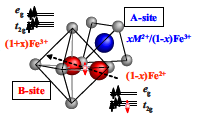 e_g
t_2g
(1+x)Fe³⁺
B-site
A-site
xM²⁺/(1-x)Fe³⁺
(1-x)Fe²⁺
e_g
t_2g